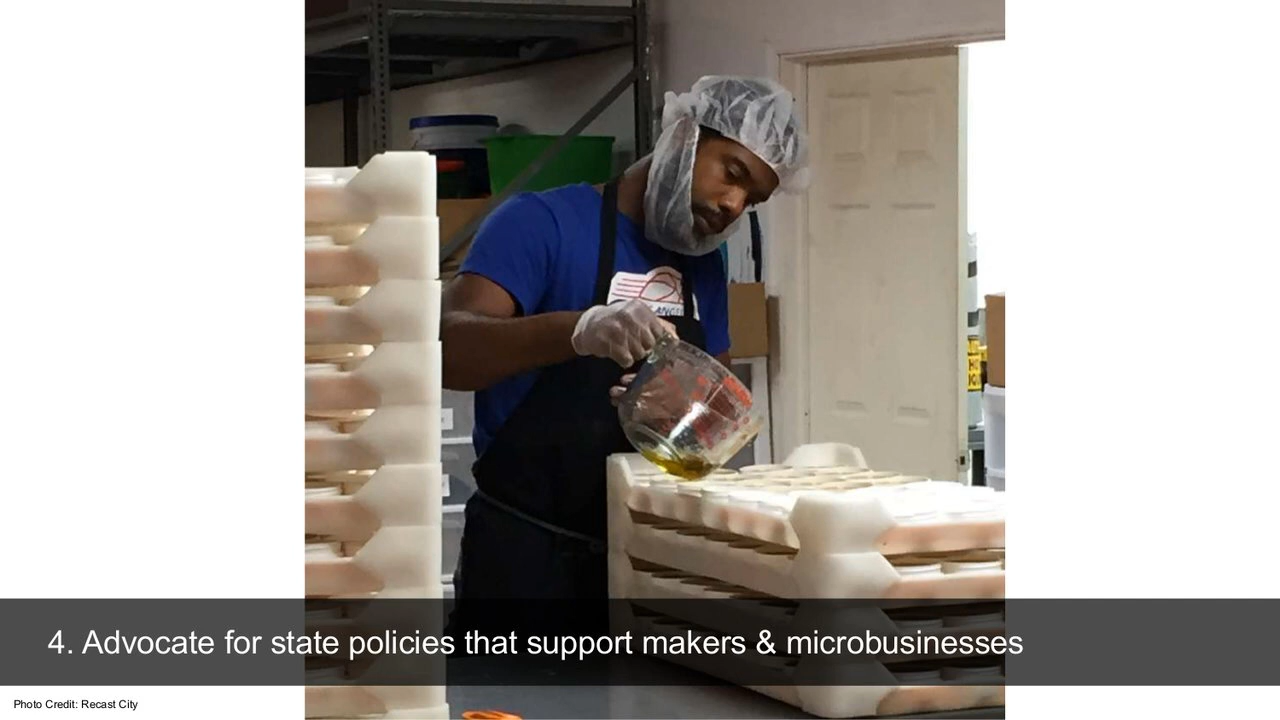 4. Advocate for state policies that support makers & microbusinesses
Photo Credit: Recast City